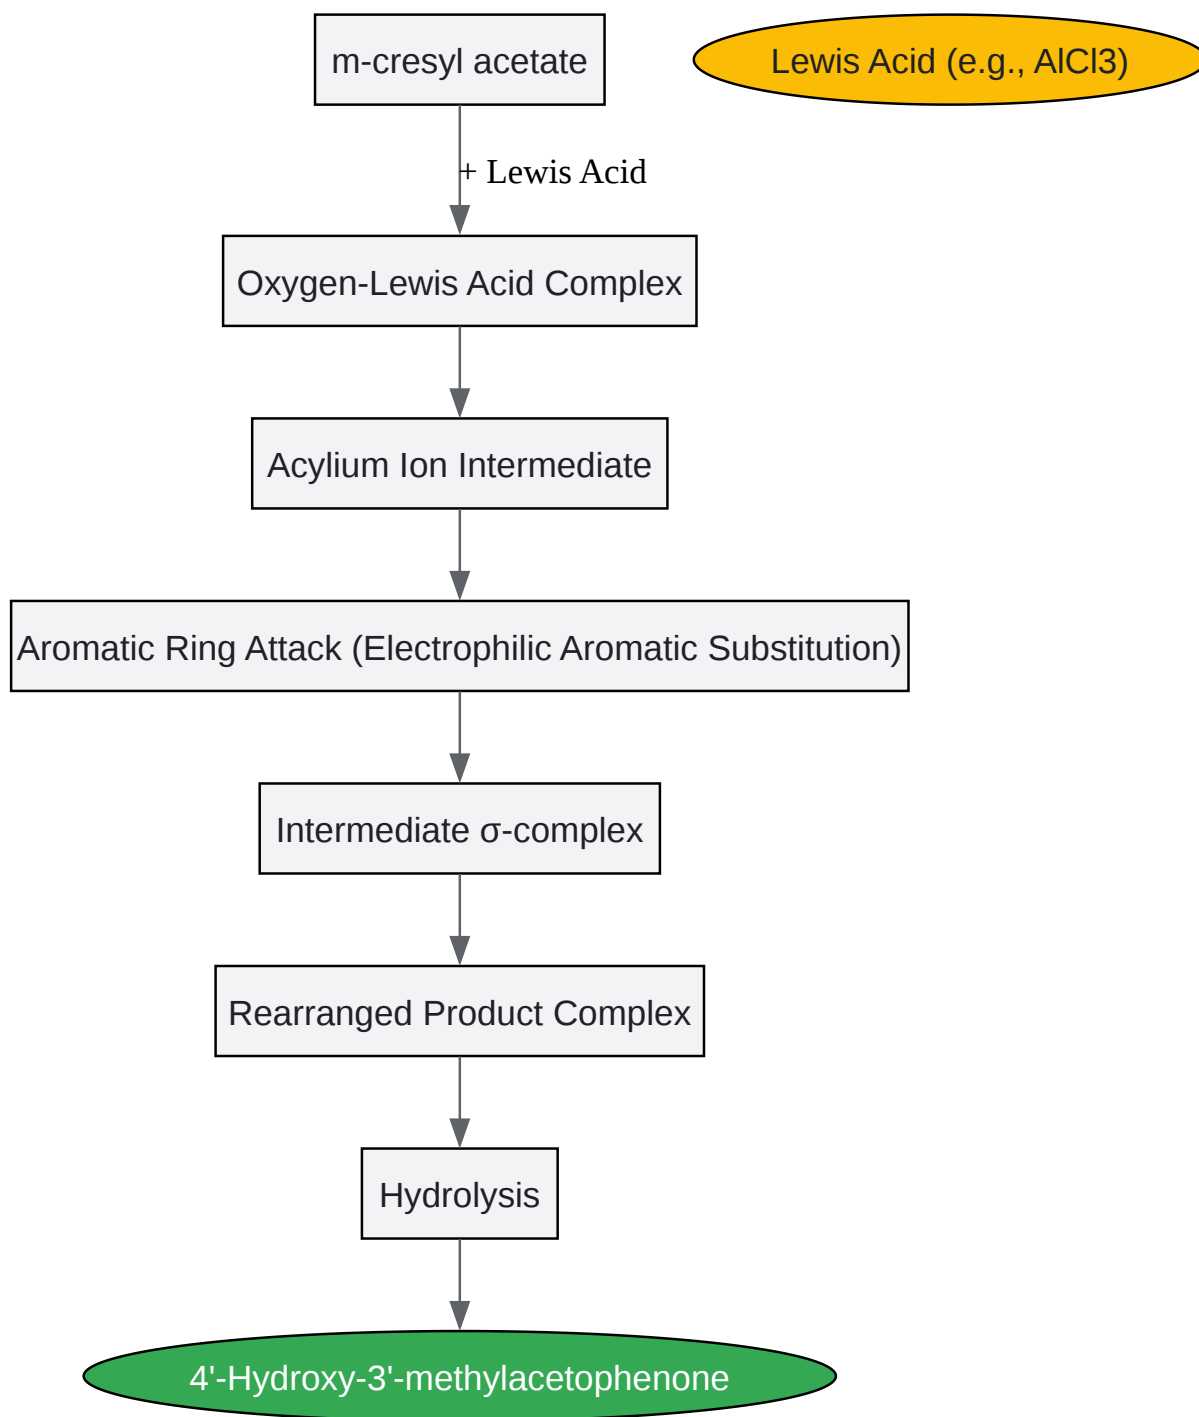 m-cresyl acetate
Lewis Acid (e.g., AlCl3)
+ Lewis Acid
Oxygen-Lewis Acid Complex
Acylium Ion Intermediate
Aromatic Ring Attack (Electrophilic Aromatic Substitution)
Intermediate σ-complex
Rearranged Product Complex
Hydrolysis
4'-Hydroxy-3'-methylacetophenone